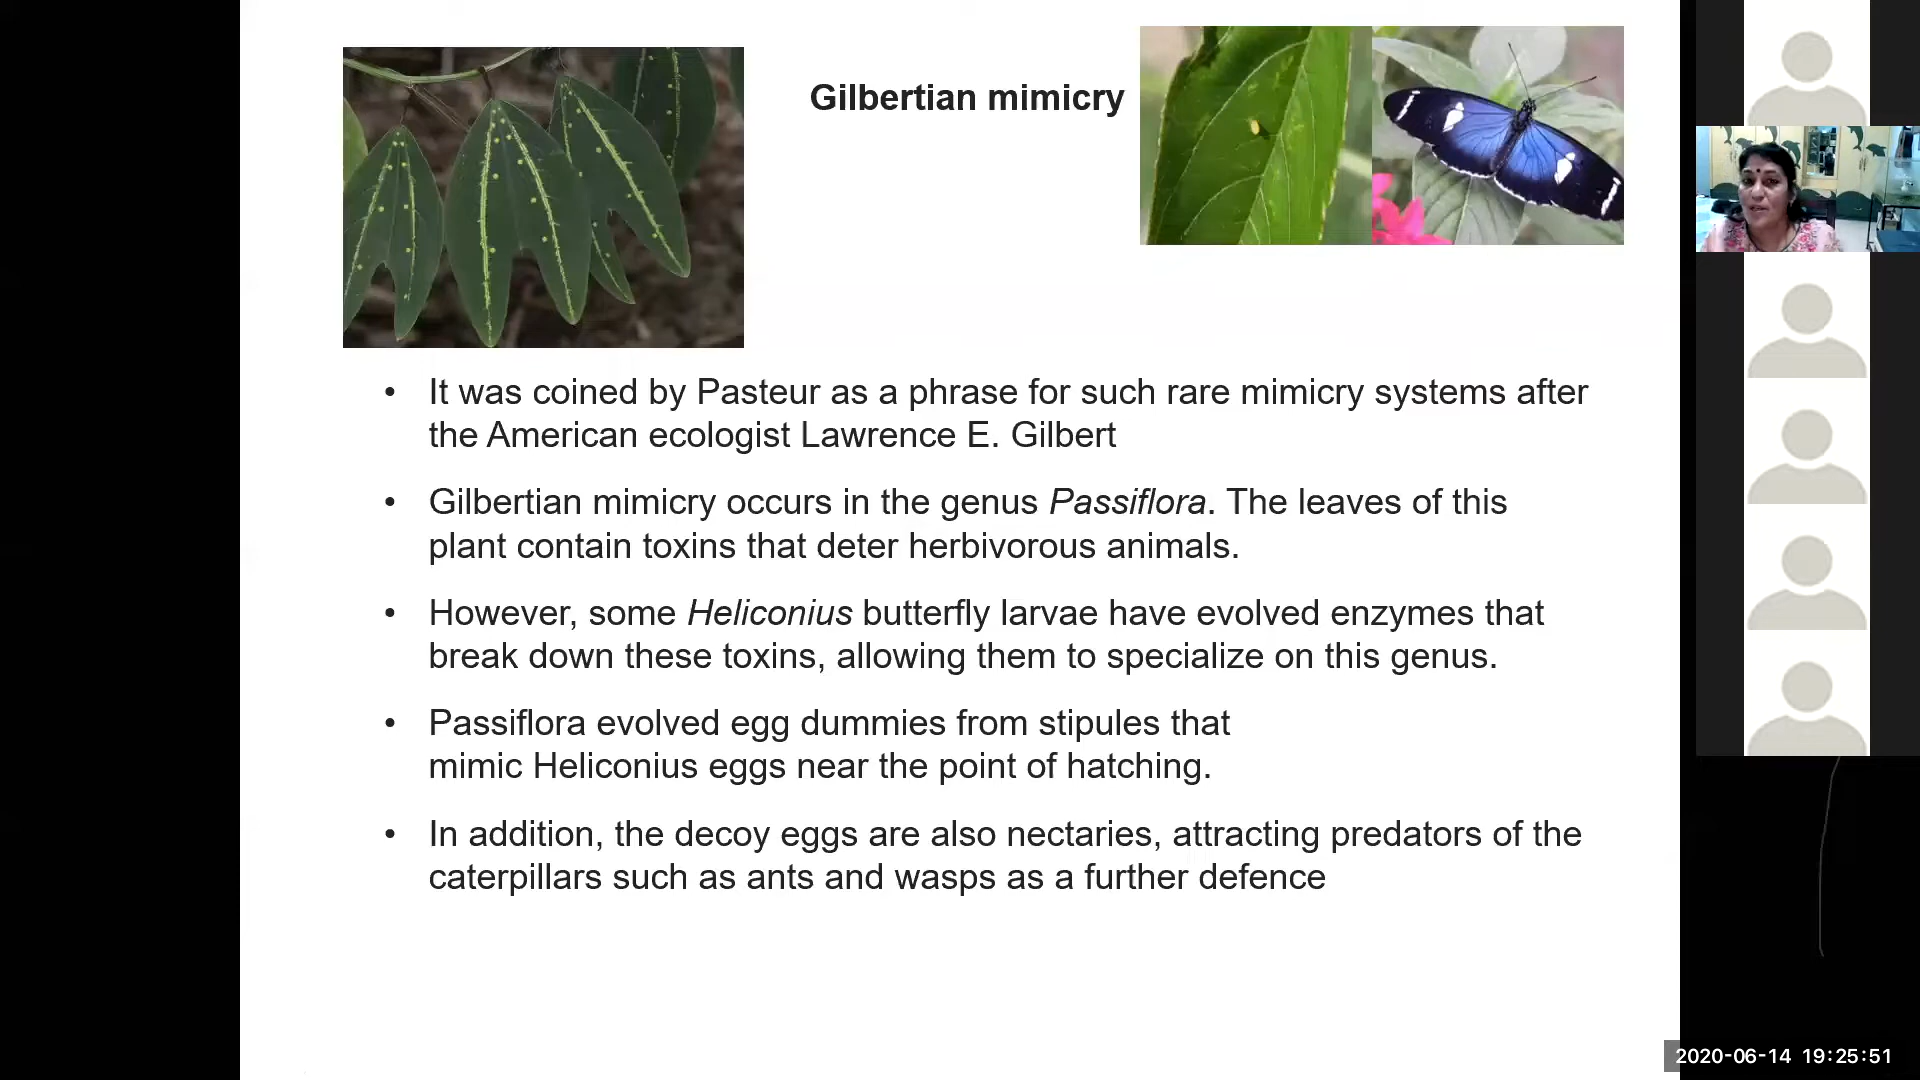 Gilbertian mimicry
• It was coined by Pasteur as a phrase for such rare mimicry systems after
the American ecologist Lawrence E. Gilbert
• Gilbertian mimicry occurs in the genus Passiflora. The leaves of this
plant contain toxins that deter herbivorous animals.
• However, some Heliconius butterfly larvae have evolved enzymes that
break down these toxins, allowing them to specialize on this genus.
• Passiflora evolved egg dummies from stipules that
mimic Heliconius eggs near the point of hatching.
• In addition, the decoy eggs are also nectaries, attracting predators of the
caterpillars such as ants and wasps as a further defence
2020-06-14 19:25:51